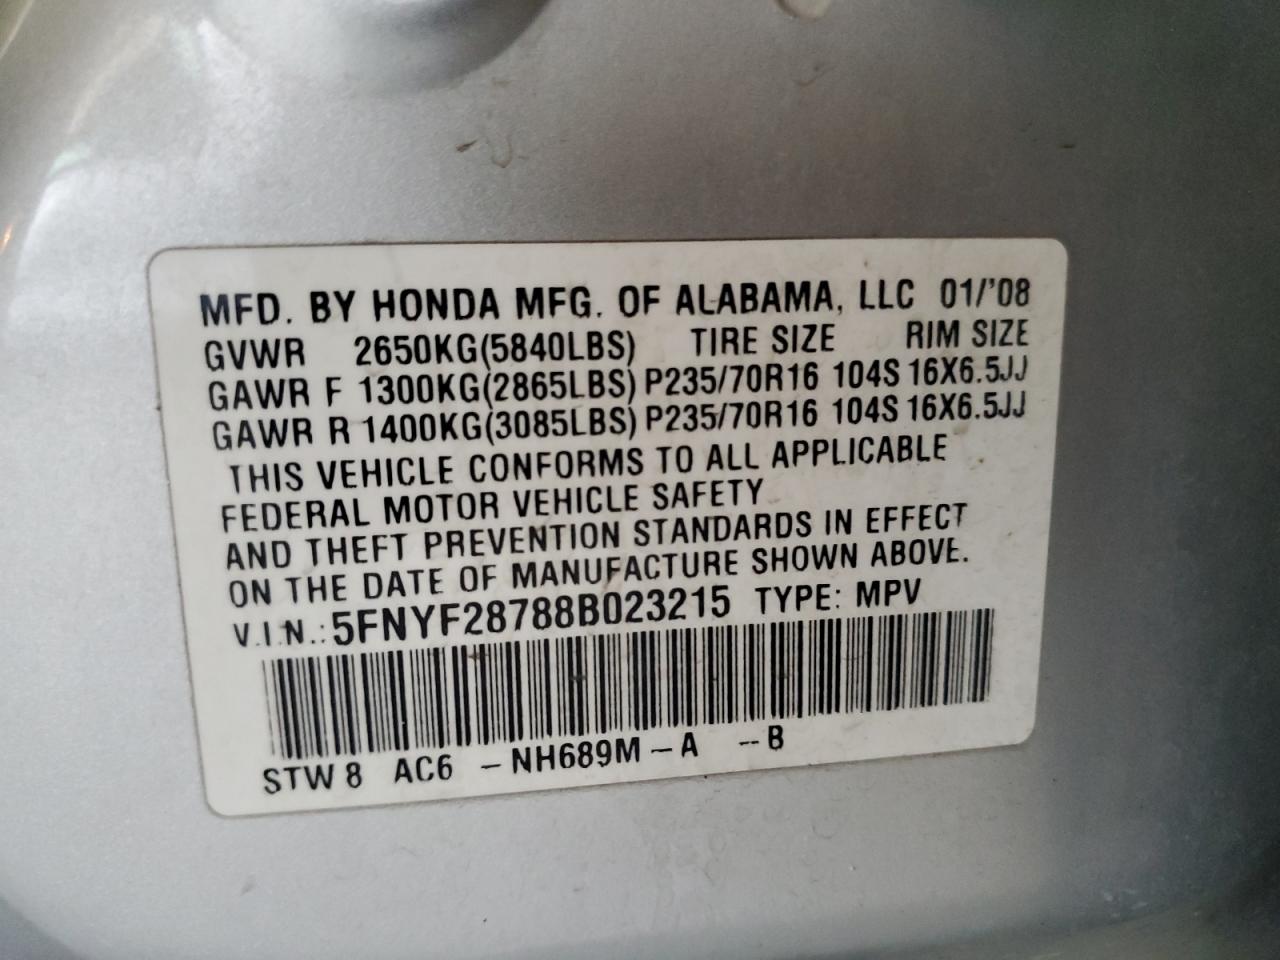 MFD. BY HONDA MFG. OF ALABAMA, LLC 01/'08
GVWR 2650KG(5840LBS) TIRE SIZE RIM SIZE
GAWR F 1300KG(2865LBS) P235/70R16 104S 16X6.5JJ
GAWR R 1400KG(3085LBS) P235/70R16 104S 16X6.5JJ
THIS VEHICLE CONFORMS TO ALL APPLICABLE
FEDERAL MOTOR VEHICLE SAFETY
AND THEFT PREVENTION STANDARDS IN EFFECT
ON THE DATE OF MANUFACTURE SHOWN ABOVE.
V.I.N.: 5FNYF28788B023215 TYPE: MPV
STW 8 AC6 - NH689M - A -- B